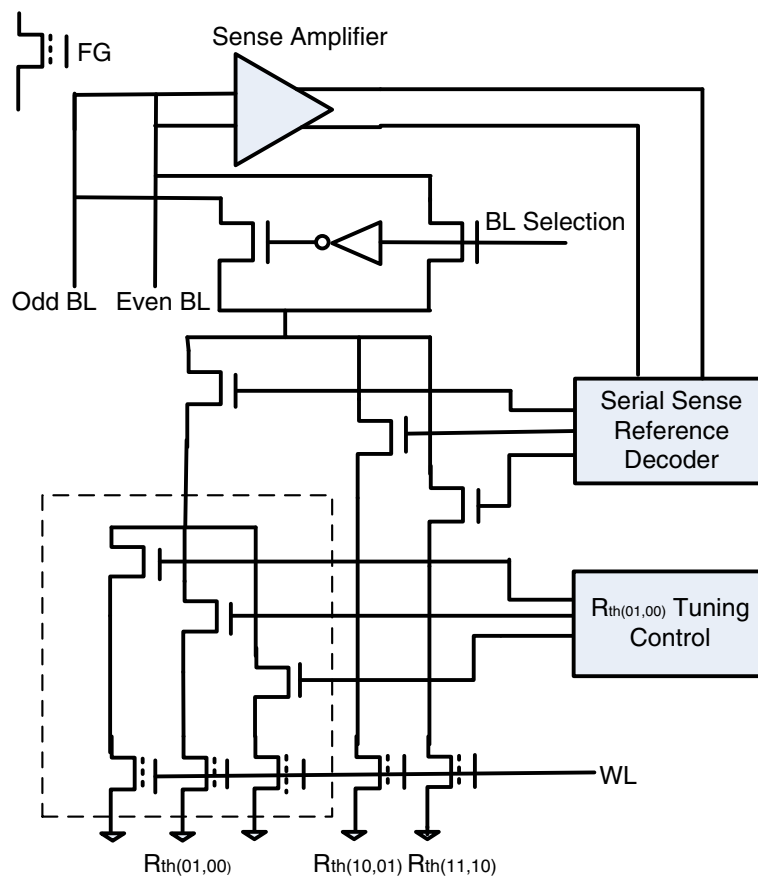 FG
Sense Amplifier
BL Selection
Odd BL
Even BL
Serial Sense
Reference
Decoder
Rth(01,00) Tuning
Control
WL
Rth(01,00)
Rth(10,01)
Rth(11,10)